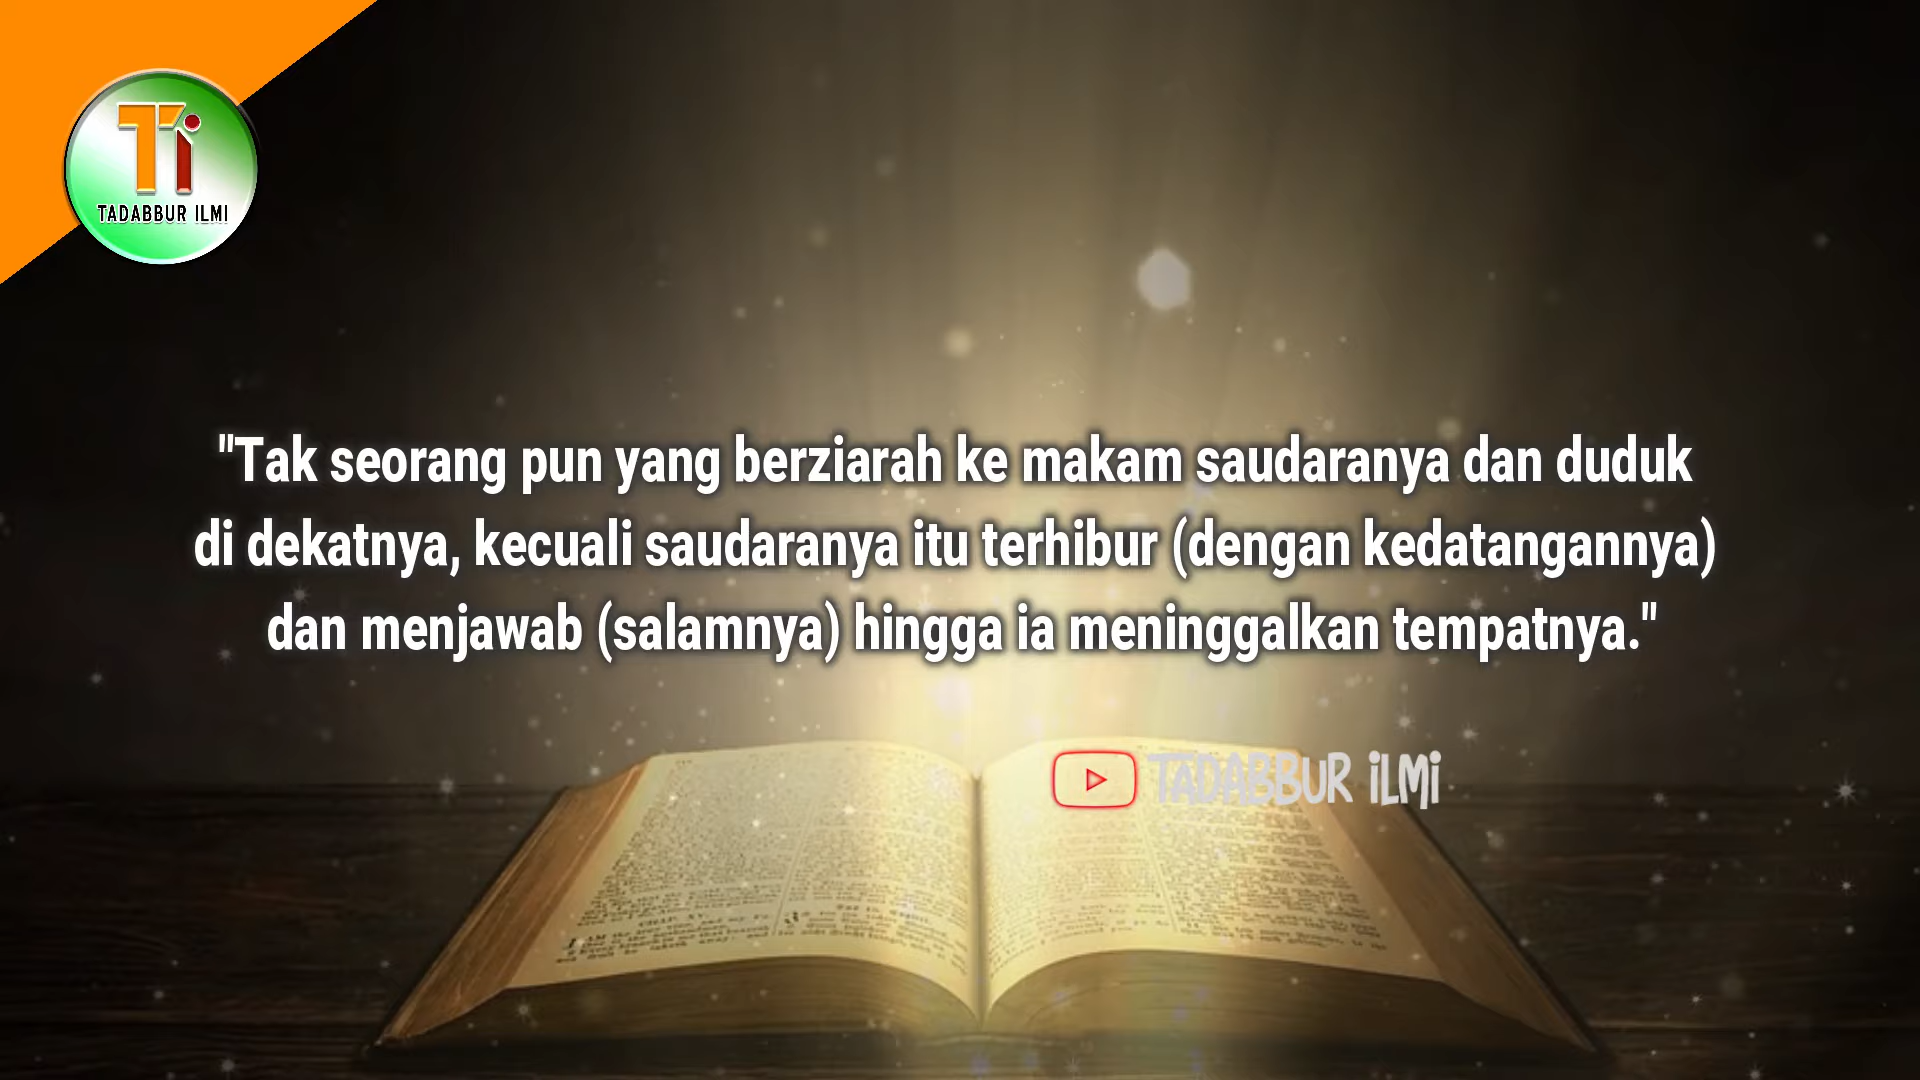 Ti
TADABBUR ILMI
"Tak seorang pun yang berziarah ke makam saudaranya dan duduk
di dekatnya, kecuali saudaranya itu terhibur (dengan kedatangannya)
dan menjawab (salamnya) hingga ia meninggalkan tempatnya."
TADABBUR iLMi